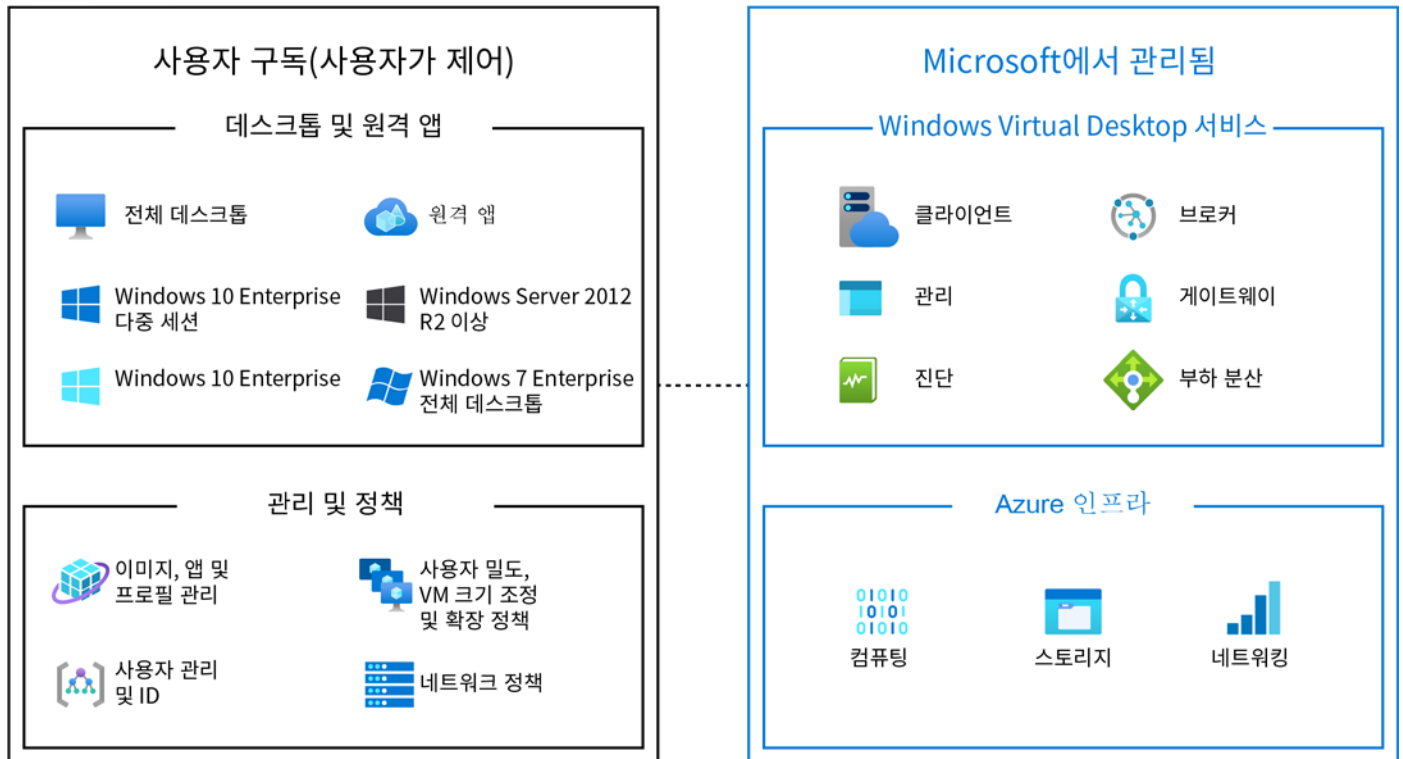 사용자 구독(사용자가 제어)
데스크톱 및 원격 앱
전체 데스크톱
원격 앱
Windows 10 Enterprise
다중 세션
Windows Server 2012
R2 이상
Windows 10 Enterprise
Windows 7 Enterprise
전체 데스크톱
관리 및 정책
이미지, 앱 및
프로필 관리
사용자 밀도,
VM 크기 조정
및 확장 정책
사용자 관리
및 ID
네트워크 정책
Microsoft에서 관리됨
Windows Virtual Desktop 서비스
클라이언트
브로커
관리
게이트웨이
진단
부하 분산
Azure 인프라
01010
10101
01010
컴퓨팅
스토리지
네트워킹